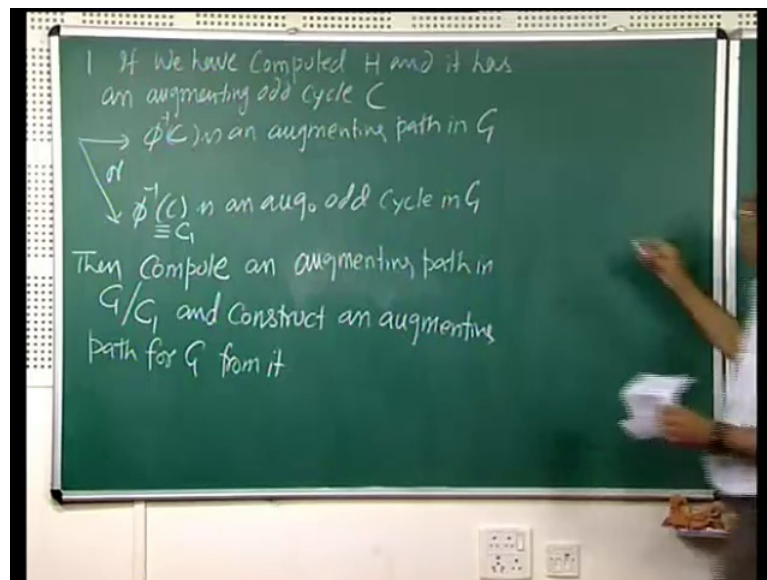 1 If we have computed H and it has
an augmenting odd cycle C
→ φ⁻¹(C) is an augmenting path in G
or
φ⁻¹(C) is an aug. odd cycle in G
≡ C₁
Then compute an augmenting path in
G/C₁ and construct an augmenting
path for G from it